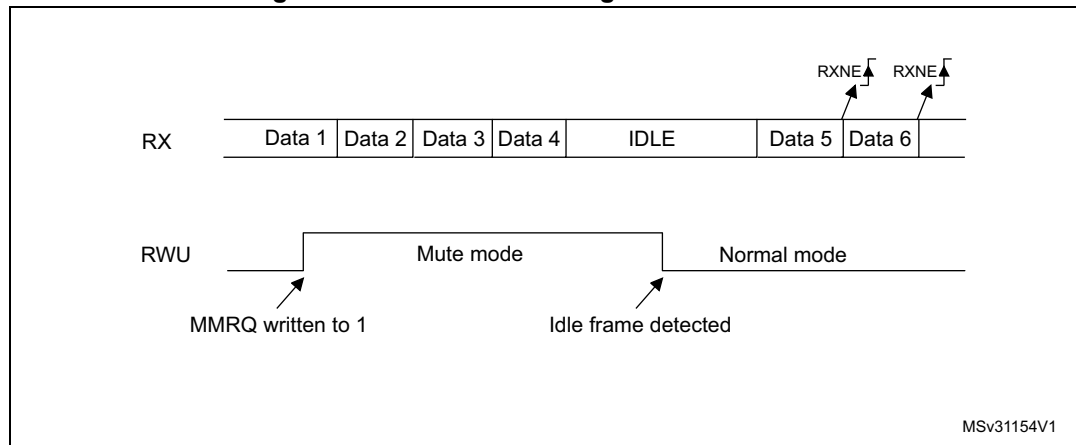 RXNE RXNE
RX Data 1 Data 2 Data 3 Data 4 IDLE Data 5 Data 6
RWU Mute mode Normal mode
MMRQ written to 1 Idle frame detected
MSv31154V1